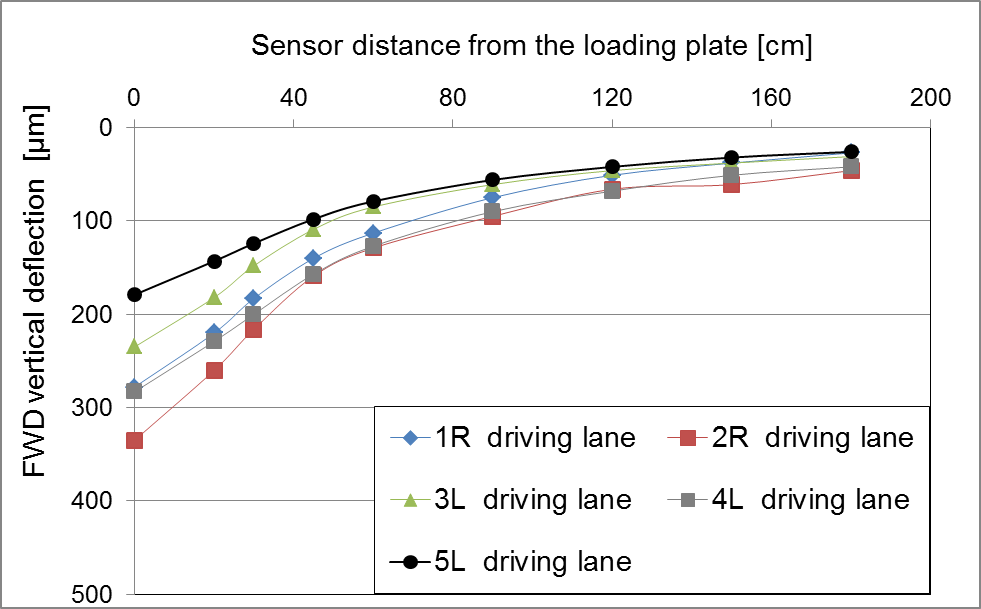 Sensor distance from the loading plate [cm]
0 40 80 120 160 200
FWD vertical deflection [µm]
0
100
200
300
400
500
1R driving lane
2R driving lane
3L driving lane
4L driving lane
5L driving lane